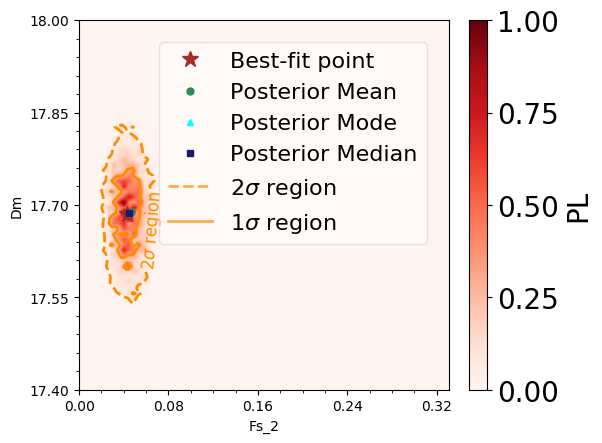 18.00
17.85
17.70
17.55
17.40
Dm
0.00
0.08
0.16
0.24
0.32
Fs_2
Best-fit point
Posterior Mean
Posterior Mode
Posterior Median
2σ region
1σ region
2σ region
1.00
0.75
0.50
0.25
0.00
PL